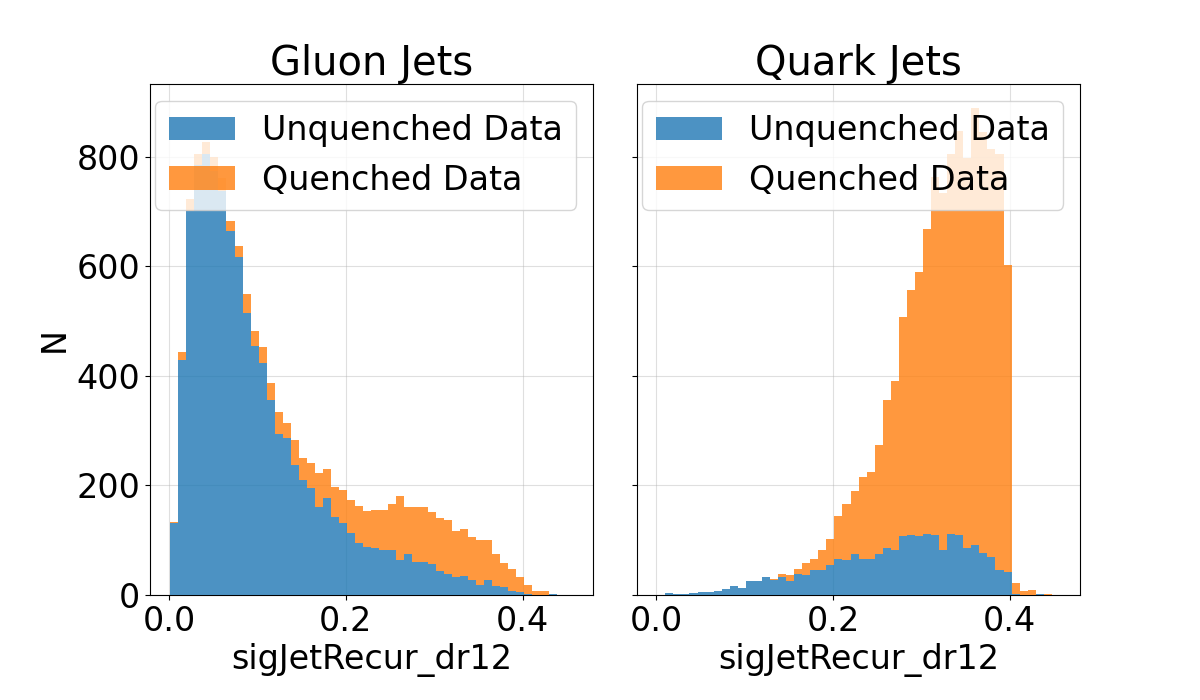 Gluon Jets
Quark Jets
Unquenched Data
Quenched Data
Unquenched Data
Quenched Data
N
800
600
400
200
0
0.0
0.2
0.4
0.0
0.2
0.4
sigJetRecur_dr12
sigJetRecur_dr12